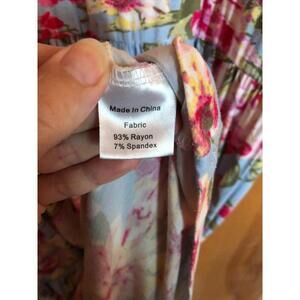 Made In China
Fabric
93% Rayon
7% Spandex